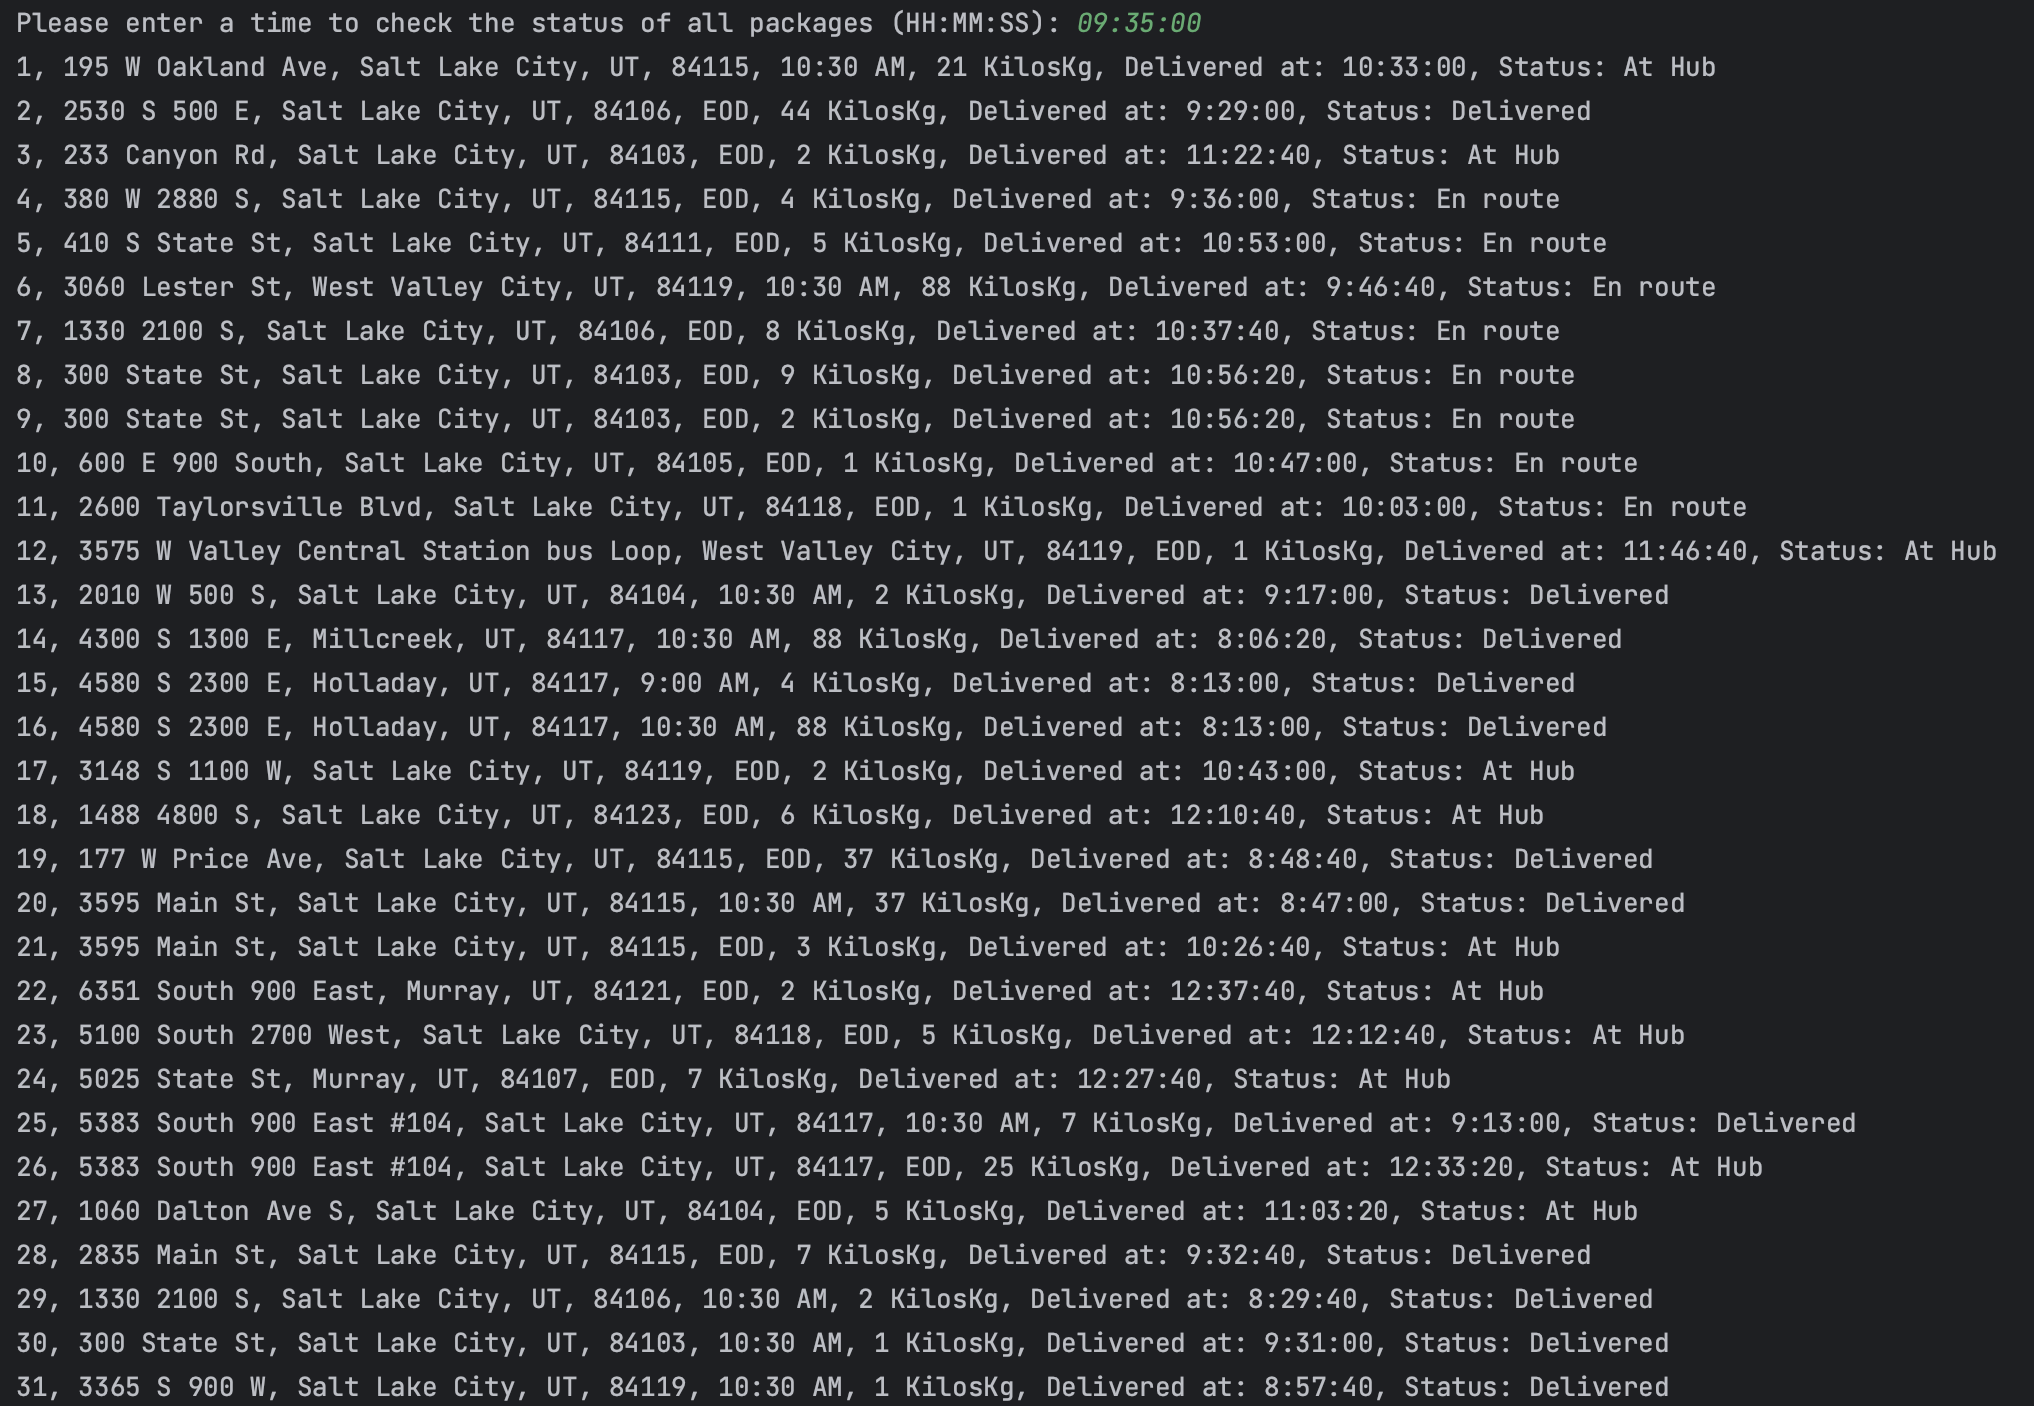 Please enter a time to check the status of all packages (HH:MM:SS): 09:35:00
1, 195 W Oakland Ave, Salt Lake City, UT, 84115, 10:30 AM, 21 KilosKg, Delivered at: 10:33:00, Status: At Hub
2, 2530 S 500 E, Salt Lake City, UT, 84106, EOD, 44 KilosKg, Delivered at: 9:29:00, Status: Delivered
3, 233 Canyon Rd, Salt Lake City, UT, 84103, EOD, 2 KilosKg, Delivered at: 11:22:40, Status: At Hub
4, 380 W 2880 S, Salt Lake City, UT, 84115, EOD, 4 KilosKg, Delivered at: 9:36:00, Status: En route
5, 410 S State St, Salt Lake City, UT, 84111, EOD, 5 KilosKg, Delivered at: 10:53:00, Status: En route
6, 3060 Lester St, West Valley City, UT, 84119, 10:30 AM, 88 KilosKg, Delivered at: 9:46:40, Status: En route
7, 1330 2100 S, Salt Lake City, UT, 84106, EOD, 8 KilosKg, Delivered at: 10:37:40, Status: En route
8, 300 State St, Salt Lake City, UT, 84103, EOD, 9 KilosKg, Delivered at: 10:56:20, Status: En route
9, 300 State St, Salt Lake City, UT, 84103, EOD, 2 KilosKg, Delivered at: 10:56:20, Status: En route
10, 600 E 900 South, Salt Lake City, UT, 84105, EOD, 1 KilosKg, Delivered at: 10:47:00, Status: En route
11, 2600 Taylorsville Blvd, Salt Lake City, UT, 84118, EOD, 1 KilosKg, Delivered at: 10:03:00, Status: En route
12, 3575 W Valley Central Station bus Loop, West Valley City, UT, 84119, EOD, 1 KilosKg, Delivered at: 11:46:40, Status: At Hub
13, 2010 W 500 S, Salt Lake City, UT, 84104, 10:30 AM, 2 KilosKg, Delivered at: 9:17:00, Status: Delivered
14, 4300 S 1300 E, Millcreek, UT, 84117, 10:30 AM, 88 KilosKg, Delivered at: 8:06:20, Status: Delivered
15, 4580 S 2300 E, Holladay, UT, 84117, 9:00 AM, 4 KilosKg, Delivered at: 8:13:00, Status: Delivered
16, 4580 S 2300 E, Holladay, UT, 84117, 10:30 AM, 88 KilosKg, Delivered at: 8:13:00, Status: Delivered
17, 3148 S 1100 W, Salt Lake City, UT, 84119, EOD, 2 KilosKg, Delivered at: 10:43:00, Status: At Hub
18, 1488 4800 S, Salt Lake City, UT, 84123, EOD, 6 KilosKg, Delivered at: 12:10:40, Status: At Hub
19, 177 W Price Ave, Salt Lake City, UT, 84115, EOD, 37 KilosKg, Delivered at: 8:48:40, Status: Delivered
20, 3595 Main St, Salt Lake City, UT, 84115, 10:30 AM, 37 KilosKg, Delivered at: 8:47:00, Status: Delivered
21, 3595 Main St, Salt Lake City, UT, 84115, EOD, 3 KilosKg, Delivered at: 10:26:40, Status: At Hub
22, 6351 South 900 East, Murray, UT, 84121, EOD, 2 KilosKg, Delivered at: 12:37:40, Status: At Hub
23, 5100 South 2700 West, Salt Lake City, UT, 84118, EOD, 5 KilosKg, Delivered at: 12:12:40, Status: At Hub
24, 5025 State St, Murray, UT, 84107, EOD, 7 KilosKg, Delivered at: 12:27:40, Status: At Hub
25, 5383 South 900 East #104, Salt Lake City, UT, 84117, 10:30 AM, 7 KilosKg, Delivered at: 9:13:00, Status: Delivered
26, 5383 South 900 East #104, Salt Lake City, UT, 84117, EOD, 25 KilosKg, Delivered at: 12:33:20, Status: At Hub
27, 1060 Dalton Ave S, Salt Lake City, UT, 84104, EOD, 5 KilosKg, Delivered at: 11:03:20, Status: At Hub
28, 2835 Main St, Salt Lake City, UT, 84115, EOD, 7 KilosKg, Delivered at: 9:32:40, Status: Delivered
29, 1330 2100 S, Salt Lake City, UT, 84106, 10:30 AM, 2 KilosKg, Delivered at: 8:29:40, Status: Delivered
30, 300 State St, Salt Lake City, UT, 84103, 10:30 AM, 1 KilosKg, Delivered at: 9:31:00, Status: Delivered
31, 3365 S 900 W, Salt Lake City, UT, 84119, 10:30 AM, 1 KilosKg, Delivered at: 8:57:40, Status: Delivered